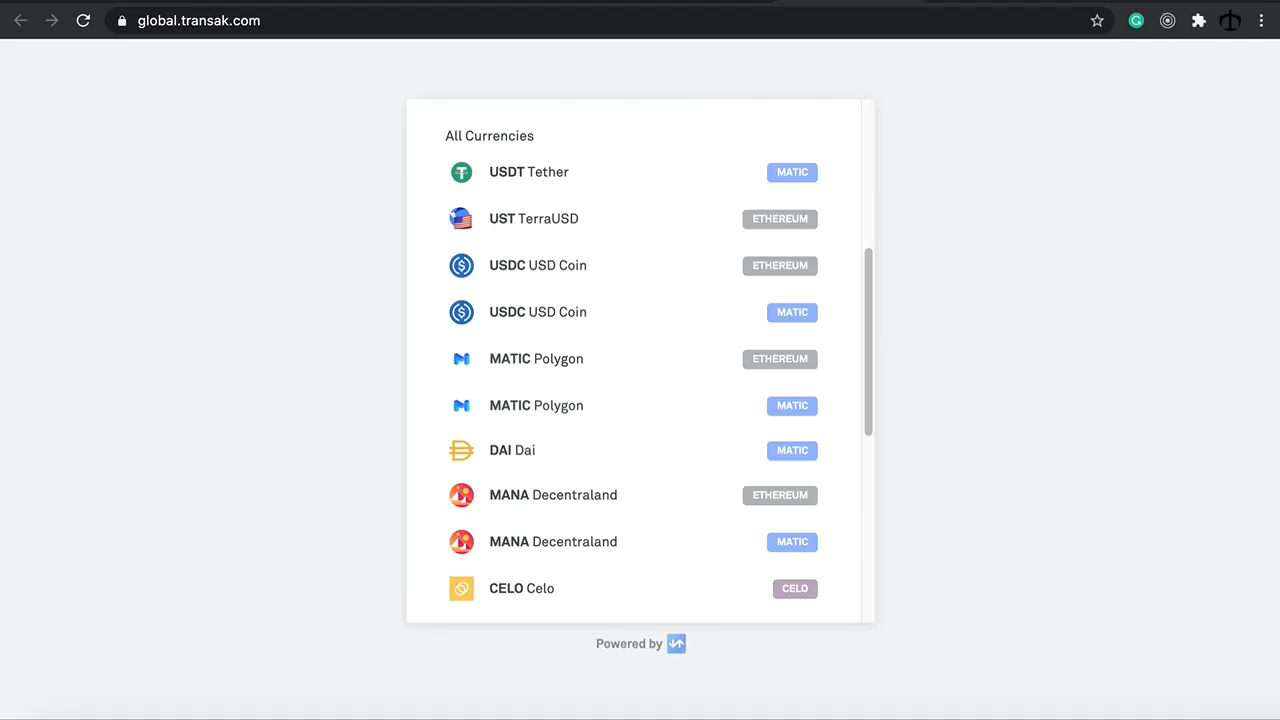 global.transak.com
All Currencies
USDT Tether MATIC
UST TerraUSD ETHEREUM
USDC USD Coin ETHEREUM
USDC USD Coin MATIC
MATIC Polygon ETHEREUM
MATIC Polygon MATIC
DAI Dai MATIC
MANA Decentraland ETHEREUM
MANA Decentraland MATIC
CELO Celo CELO
Powered by